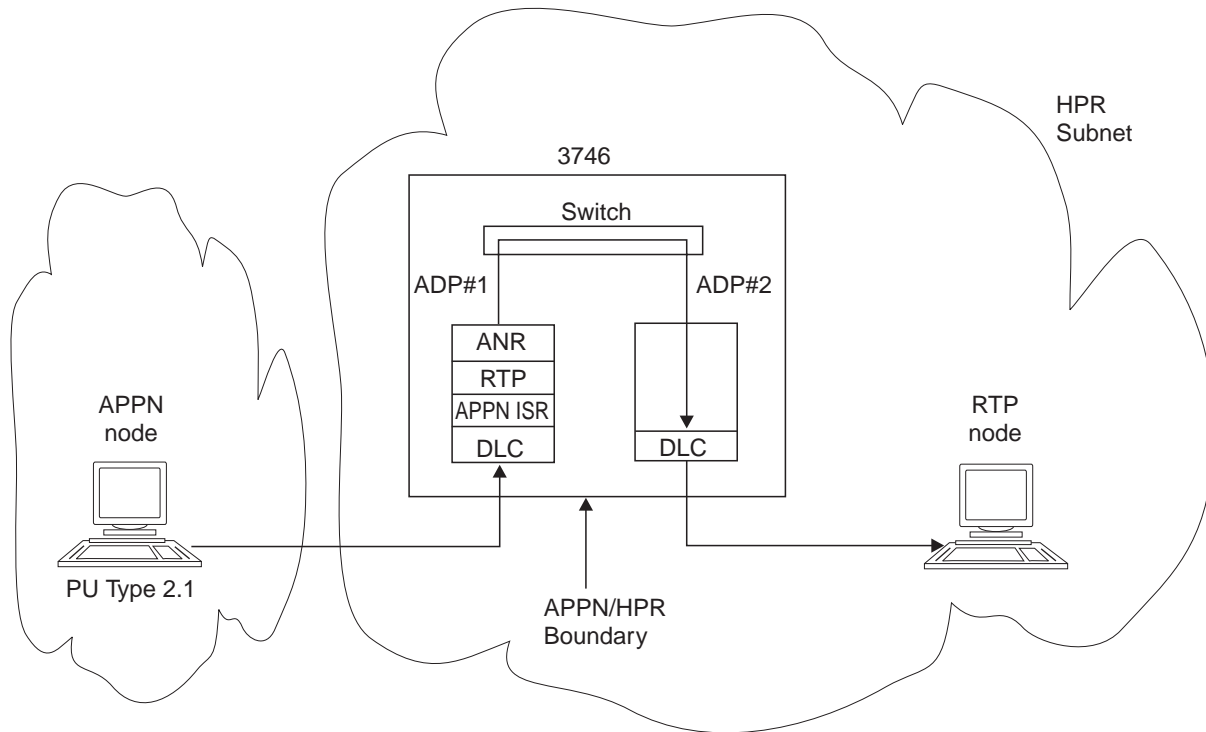 HPR
Subnet
3746
Switch
ADP#1
ADP#2
ANR
RTP
APPN ISR
DLC
DLC
APPN
node
PU Type 2.1
RTP
node
APPN/HPR
Boundary